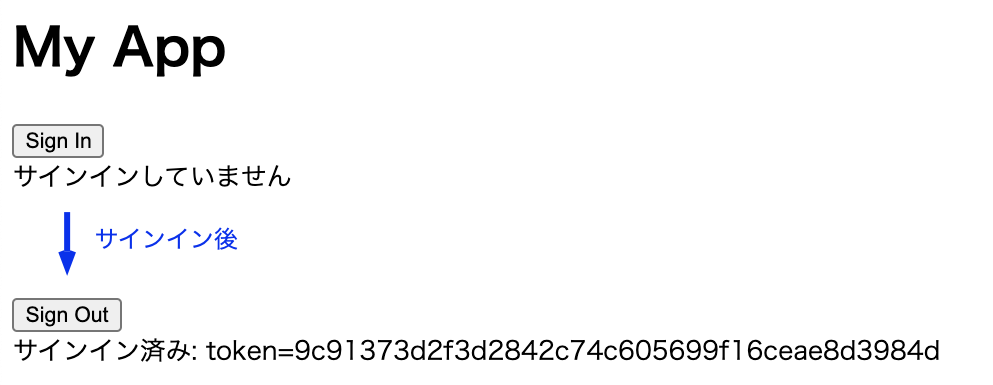 My App
Sign In
サインインしていません
サインイン後
Sign Out
サインイン済み: token=9c91373d2f3d2842c74c605699f16ceae8d3984d